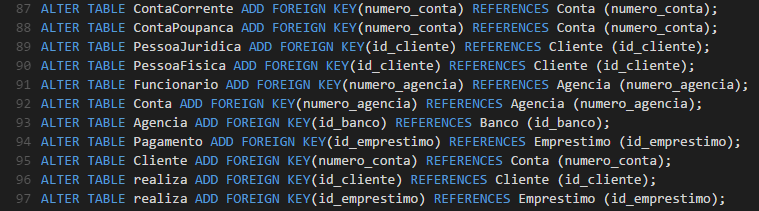 87 ALTER TABLE ContaCorrente ADD FOREIGN KEY(numero_conta) REFERENCES Conta (numero_conta);
88 ALTER TABLE ContaPoupanca ADD FOREIGN KEY(numero_conta) REFERENCES Conta (numero_conta);
89 ALTER TABLE PessoaJuridica ADD FOREIGN KEY(id_cliente) REFERENCES Cliente (id_cliente);
90 ALTER TABLE PessoaFisica ADD FOREIGN KEY(id_cliente) REFERENCES Cliente (id_cliente);
91 ALTER TABLE Funcionario ADD FOREIGN KEY(numero_agencia) REFERENCES Agencia (numero_agencia);
92 ALTER TABLE Conta ADD FOREIGN KEY(numero_agencia) REFERENCES Agencia (numero_agencia);
93 ALTER TABLE Agencia ADD FOREIGN KEY(id_banco) REFERENCES Banco (id_banco);
94 ALTER TABLE Pagamento ADD FOREIGN KEY(id_emprestimo) REFERENCES Emprestimo (id_emprestimo);
95 ALTER TABLE Cliente ADD FOREIGN KEY(numero_conta) REFERENCES Conta (numero_conta);
96 ALTER TABLE realiza ADD FOREIGN KEY(id_cliente) REFERENCES Cliente (id_cliente);
97 ALTER TABLE realiza ADD FOREIGN KEY(id_emprestimo) REFERENCES Emprestimo (id_emprestimo);